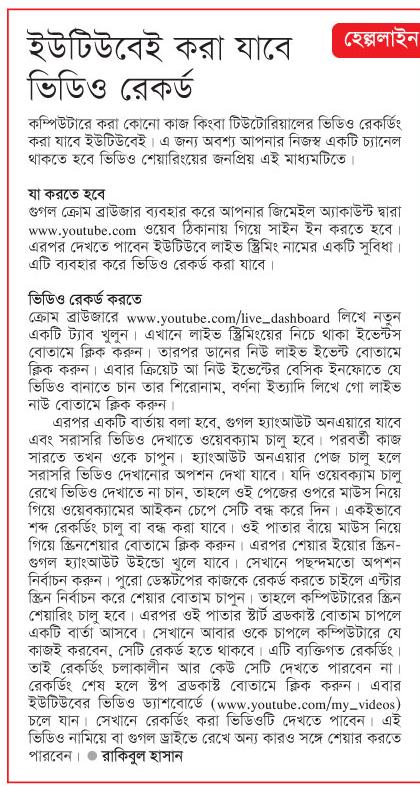 ইউটিউবেই করা যাবে
ভিডিও রেকর্ড
হেল্পলাইন
কম্পিউটারে করা কোনো কাজ কিংবা টিউটোরিয়ালের ভিডিও রেকর্ডিং
করা যাবে ইউটিউবেই। এ জন্য অবশ্য আপনার নিজস্ব একটি চ্যানেল
থাকতে হবে ভিডিও শেয়ারিংয়ের জনপ্রিয় এই মাধ্যমটিতে।
যা করতে হবে
গুগল ক্রোম ব্রাউজার ব্যবহার করে আপনার জিমেইল অ্যাকাউন্ট দ্বারা
www.youtube.com ওয়েব ঠিকানায় গিয়ে সাইন ইন করতে হবে।
এরপর দেখতে পাবেন ইউটিউবে লাইভ স্ট্রিমিং নামের একটি সুবিধা।
এটি ব্যবহার করে ভিডিও রেকর্ড করা যাবে।
ভিডিও রেকর্ড করতে
ক্রোম ব্রাউজারে www.youtube.com/live_dashboard লিখে নতুন
একটি ট্যাব খুলুন। এখানে লাইভ স্ট্রিমিংয়ের নিচে থাকা ইভেন্টস
বোতামে ক্লিক করুন। তারপর ডানের নিউ লাইভ ইভেন্ট বোতামে
ক্লিক করুন। এবার ক্রিয়েট আ নিউ ইভেন্টের বেসিক ইনফোতে যে
ভিডিও বানাতে চান তার শিরোনাম, বর্ণনা ইত্যাদি লিখে গো লাইভ
নাউ বোতামে ক্লিক করুন।
এরপর একটি বার্তায় বলা হবে, গুগল হ্যাংআউট অনএয়ারে যাবে
এবং সরাসরি ভিডিও দেখাতে ওয়েবক্যাম চালু হবে। পরবর্তী কাজ
সারতে তখন ওকে চাপুন। হ্যাংআউট অনএয়ার পেজ চালু হলে
সরাসরি ভিডিও দেখানোর অপশন দেখা যাবে। যদি ওয়েবক্যাম চালু
রেখে ভিডিও দেখাতে না চান, তাহলে ওই পেজের ওপরে মাউস নিয়ে
গিয়ে ওয়েবক্যামের আইকন চেপে সেটি বন্ধ করে দিন। একইভাবে
শব্দ রেকর্ডিং চালু বা বন্ধ করা যাবে। ওই পাতার বাঁয়ে মাউস নিয়ে
গিয়ে স্ক্রিনশেয়ার বোতামে ক্লিক করুন। এরপর শেয়ার ইয়োর স্ক্রিন-
গুগল হ্যাংআউট উইন্ডো খুলে যাবে। সেখানে পছন্দমতো অপশন
নির্বাচন করুন। পুরো ডেস্কটপের কাজকে রেকর্ড করতে চাইলে এন্টার
স্ক্রিন নির্বাচন করে শেয়ার বোতাম চাপুন। তাহলে কম্পিউটারের স্ক্রিন
শেয়ারিং চালু হবে। এরপর ওই পাতার স্টার্ট ব্রডকাস্ট বোতাম চাপলে
একটি বার্তা আসবে। সেখানে আবার ওকে চাপলে কম্পিউটারে যে
কাজই করবেন, সেটি রেকর্ড হতে থাকবে। এটি ব্যক্তিগত রেকর্ডিং।
তাই রেকর্ডিং চলাকালীন আর কেউ সেটি দেখতে পারবেন না।
রেকর্ডিং শেষ হলে স্টপ ব্রডকাস্ট বোতামে ক্লিক করুন। এবার
ইউটিউবের ভিডিও ড্যাশবোর্ডে (www.youtube.com/my_videos)
চলে যান। সেখানে রেকর্ডিং করা ভিডিওটি দেখতে পাবেন। এই
ভিডিও নামিয়ে বা গুগল ড্রাইভে রেখে অন্য কারও সঙ্গে শেয়ার করতে
পারবেন। ● রাকিবুল হাসান